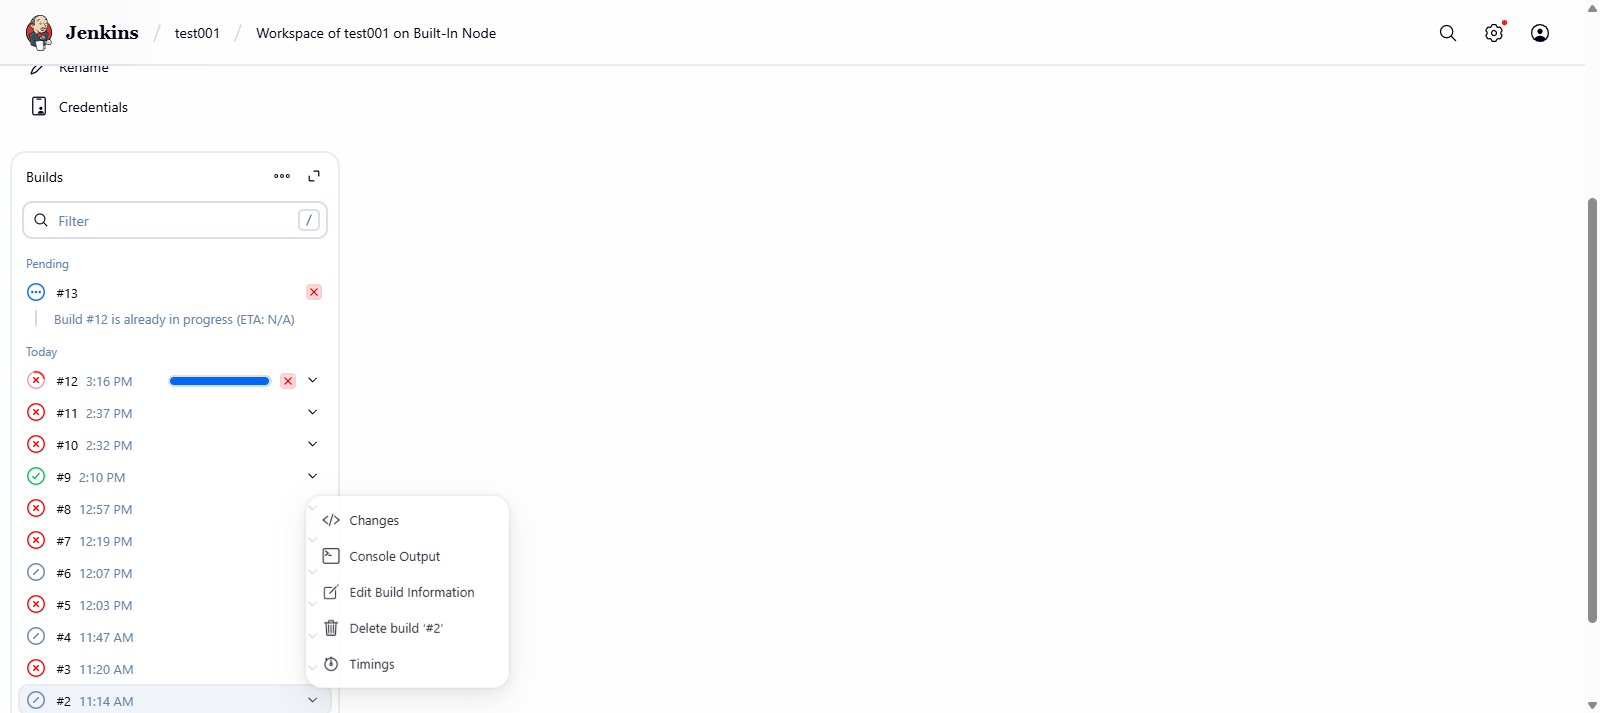 Jenkins / test001 / Workspace of test001 on Built-In Node
Rename
Credentials
Builds
Filter /
Pending
#13
Build #12 is already in progress (ETA: N/A)
Today
#12 3:16 PM
#11 2:37 PM
#10 2:32 PM
#9 2:10 PM
#8 12:57 PM
#7 12:19 PM
#6 12:07 PM
#5 12:03 PM
#4 11:47 AM
#3 11:20 AM
#2 11:14 AM
Changes
Console Output
Edit Build Information
Delete build ‘#2’
Timings